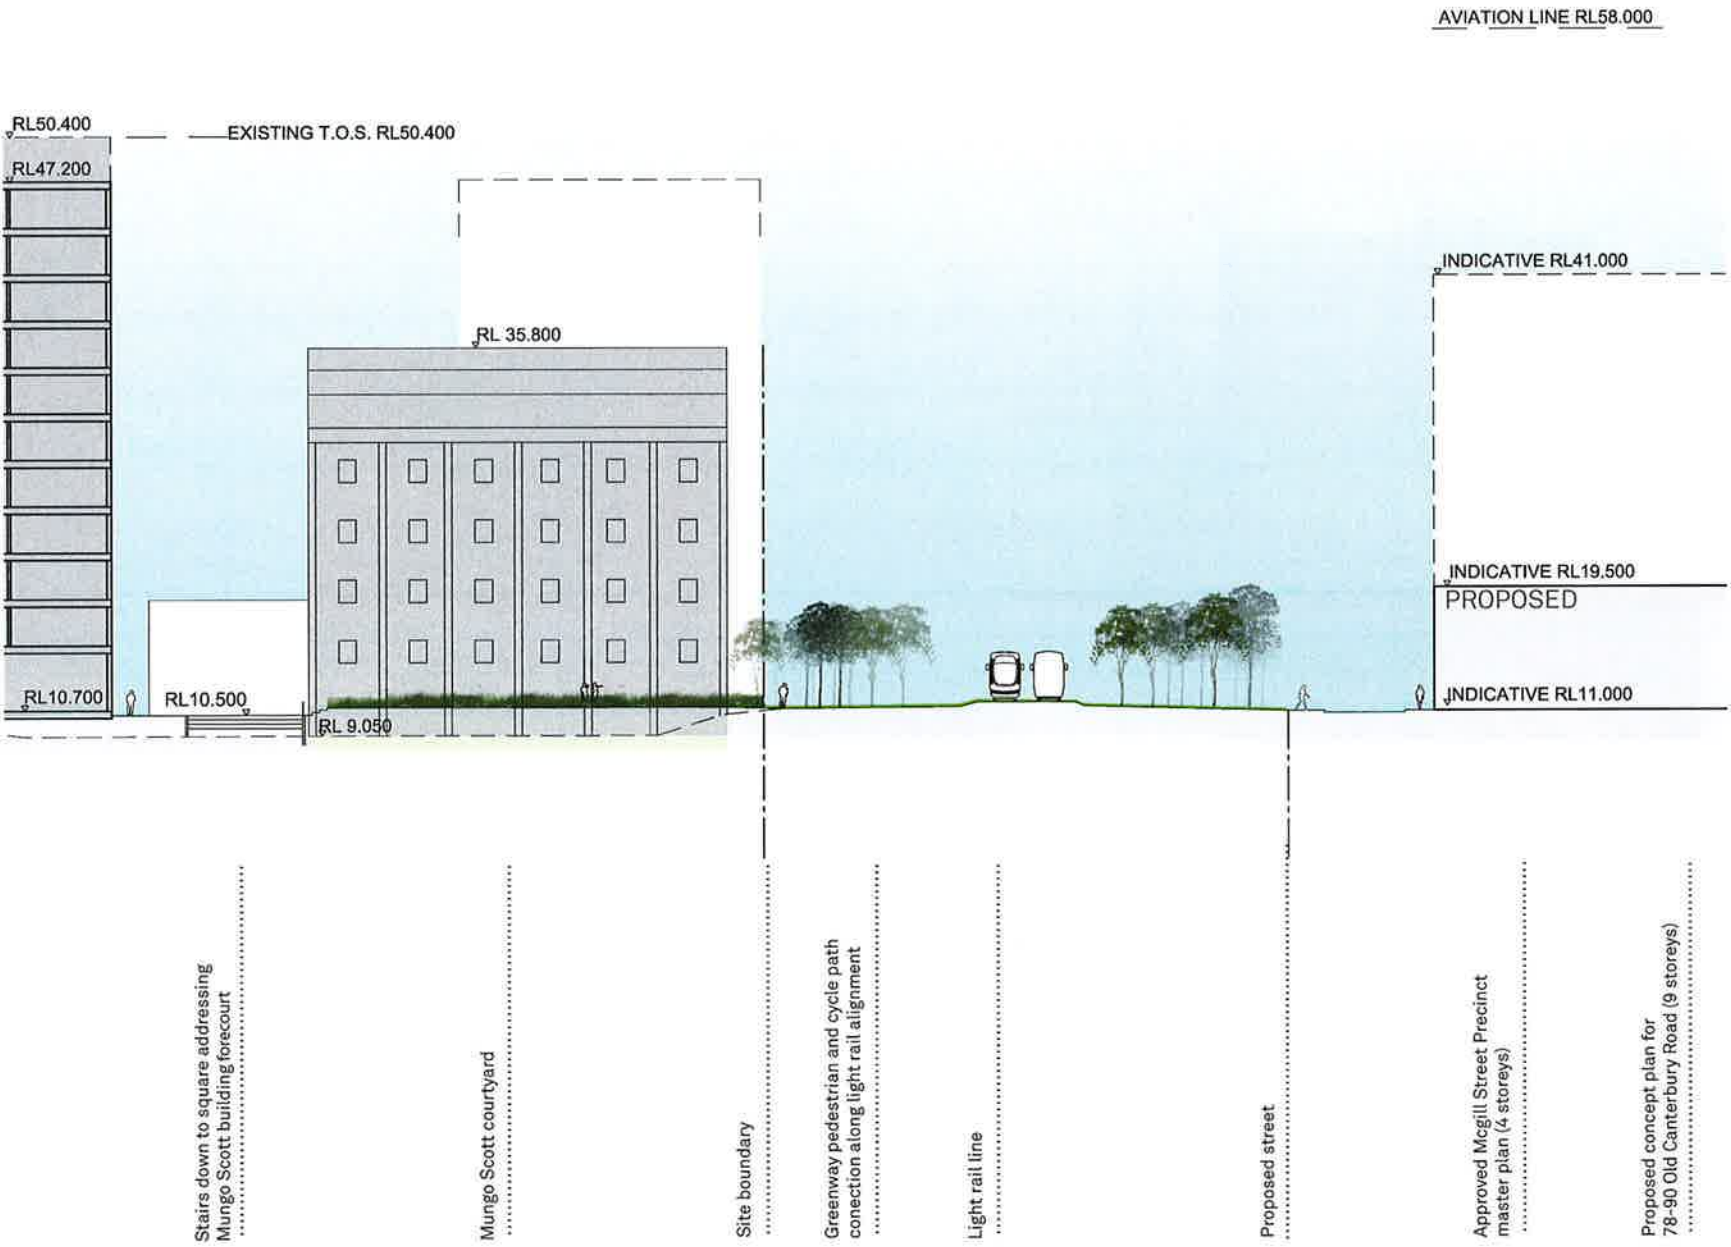 AVIATION LINE RL58.000
RL50.400
EXISTING T.O.S. RL50.400
RL47.200
INDICATIVE RL41.000
RL 35.800
INDICATIVE RL19.500
PROPOSED
RL10.700
RL10.500
INDICATIVE RL11.000
RL 9.050
Stairs down to square addressing
Mungo Scott building forecourt
Mungo Scott courtyard
Site boundary
Greenway pedestrian and cycle path
conection along light rail alignment
Light rail line
Proposed street
Approved Mcgill Street Precinct
master plan (4 storeys)
Proposed concept plan for
78-90 Old Canterbury Road (9 storeys)